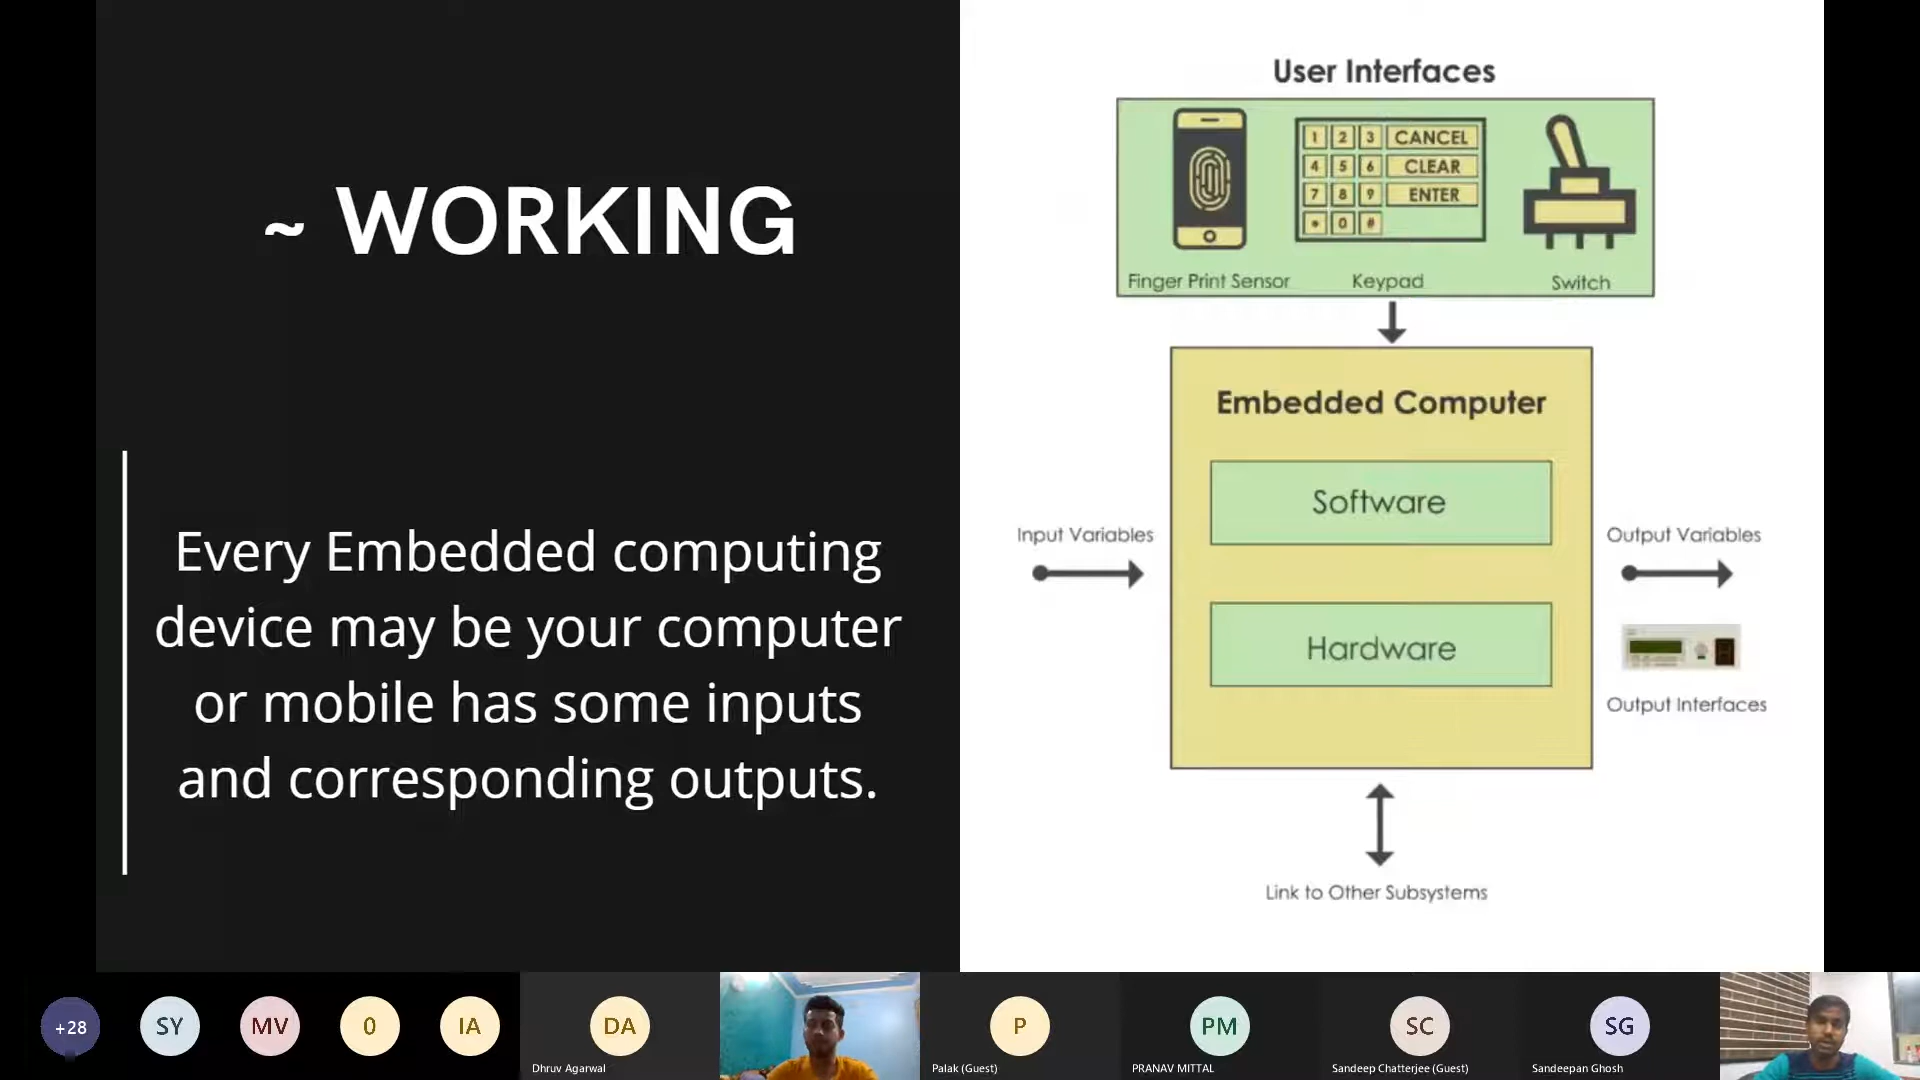 ~ WORKING
Every Embedded computing
device may be your computer
or mobile has some inputs
and corresponding outputs.
User Interfaces
1 2 3 CANCEL
4 5 6 CLEAR
7 8 9 ENTER
* 0 #
Finger Print Sensor Keypad Switch
Embedded Computer
Software
Hardware
Input Variables
Output Variables
Output Interfaces
Link to Other Subsystems
+28 SY MV 0 IA DA P PM SC SG
Dhruv Agarwal Palak (Guest) PRANAV MITTAL Sandeep Chatterjee (Guest) Sandeepan Ghosh